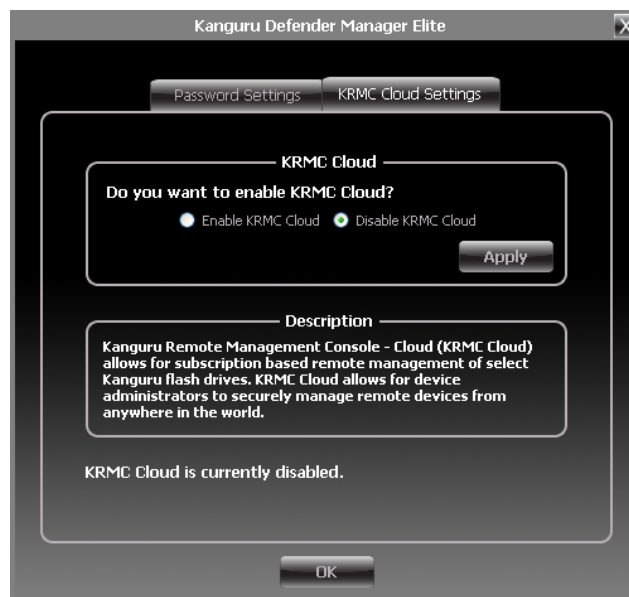 Kanguru Defender Manager Elite
X
Password Settings
KRMC Cloud Settings
KRMC Cloud
Do you want to enable KRMC Cloud?
Enable KRMC Cloud
Disable KRMC Cloud
Apply
Description
Kanguru Remote Management Console - Cloud (KRMC Cloud)
allows for subscription based remote management of select
Kanguru flash drives. KRMC Cloud allows for device
administrators to securely manage remote devices from
anywhere in the world.
KRMC Cloud is currently disabled.
OK